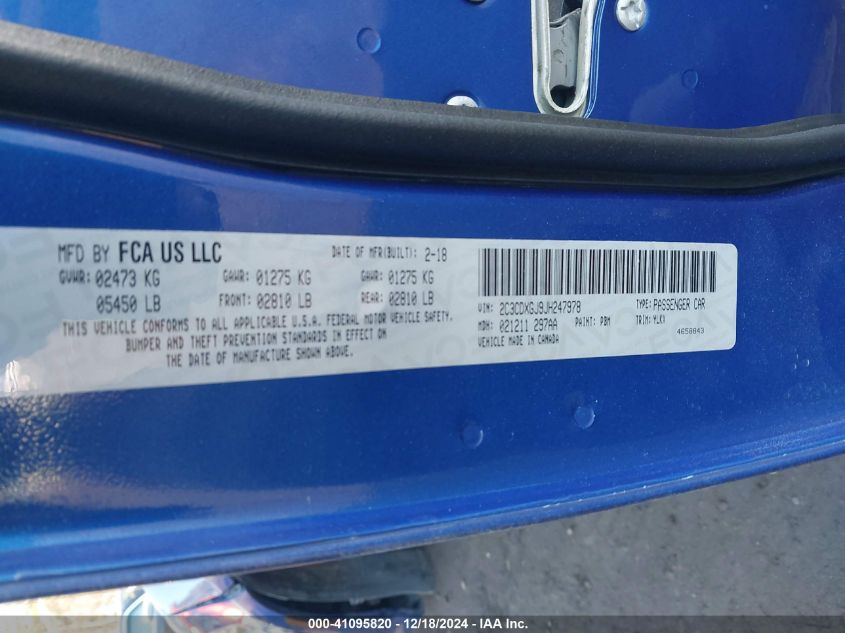 MFD BY FCA US LLC
DATE OF MFR(BUILT): 2-18
GVWR: 02473 KG
GAWR: 01275 KG
GAWR: 01275 KG
05450 LB
FRONT: 02810 LB
REAR: 02810 LB
THIS VEHICLE CONFORMS TO ALL APPLICABLE U.S.A. FEDERAL MOTOR VEHICLE SAFETY,
BUMPER AND THEFT PREVENTION STANDARDS IN EFFECT ON
THE DATE OF MANUFACTURE SHOWN ABOVE.
VIN: 2C3CDXGJ9JH247978
TYPE: PASSENGER CAR
MDH: 021211 297AA
PAINT: PBM
TRIM: YLXV
VEHICLE MADE IN CANADA
4658843
000-41095820 - 12/18/2024 - IAA Inc.